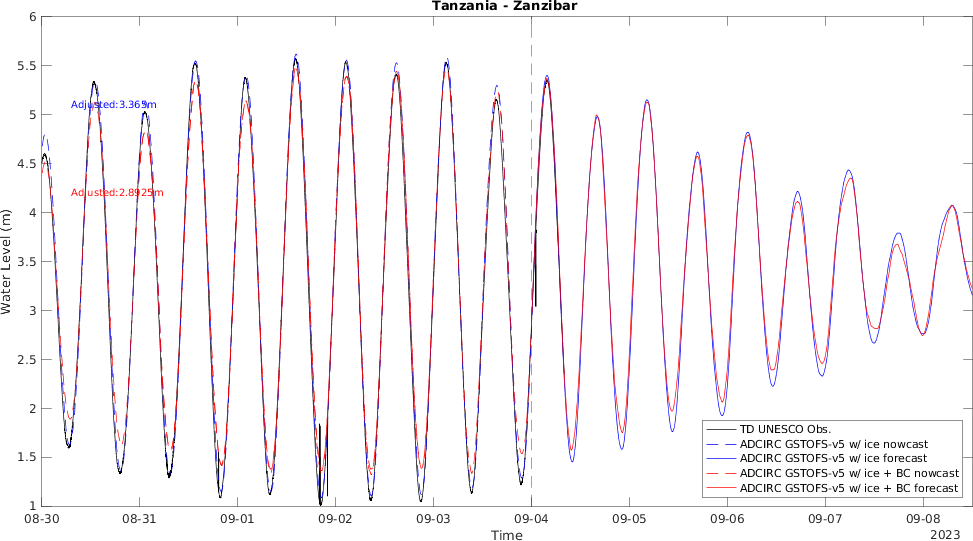 Tanzania - Zanzibar
6
5.5
5
4.5
4
3.5
3
2.5
2
1.5
1
Water Level (m)
Adjusted:2.8925m
TD UNESCO Obs.
ADCIRC GSTOFS-v5 w/ ice nowcast
ADCIRC GSTOFS-v5 w/ ice forecast
ADCIRC GSTOFS-v5 w/ ice + BC nowcast
ADCIRC GSTOFS-v5 w/ ice + BC forecast
08-30 08-31 09-01 09-02 09-03 09-04 09-05 09-06 09-07 09-08
Time
2023